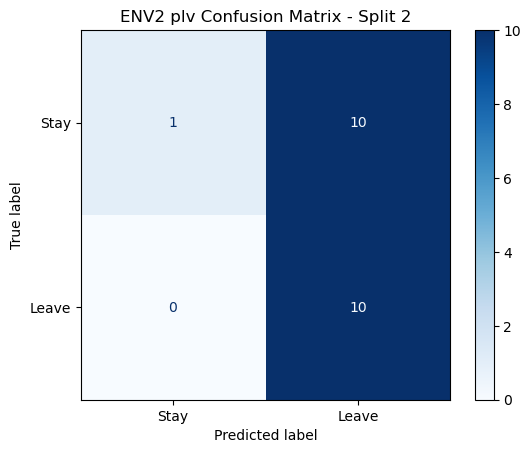 ENV2 plv Confusion Matrix - Split 2
True label
Stay
1
10
Leave
0
10
Stay
Leave
Predicted label
10
8
6
4
2
0